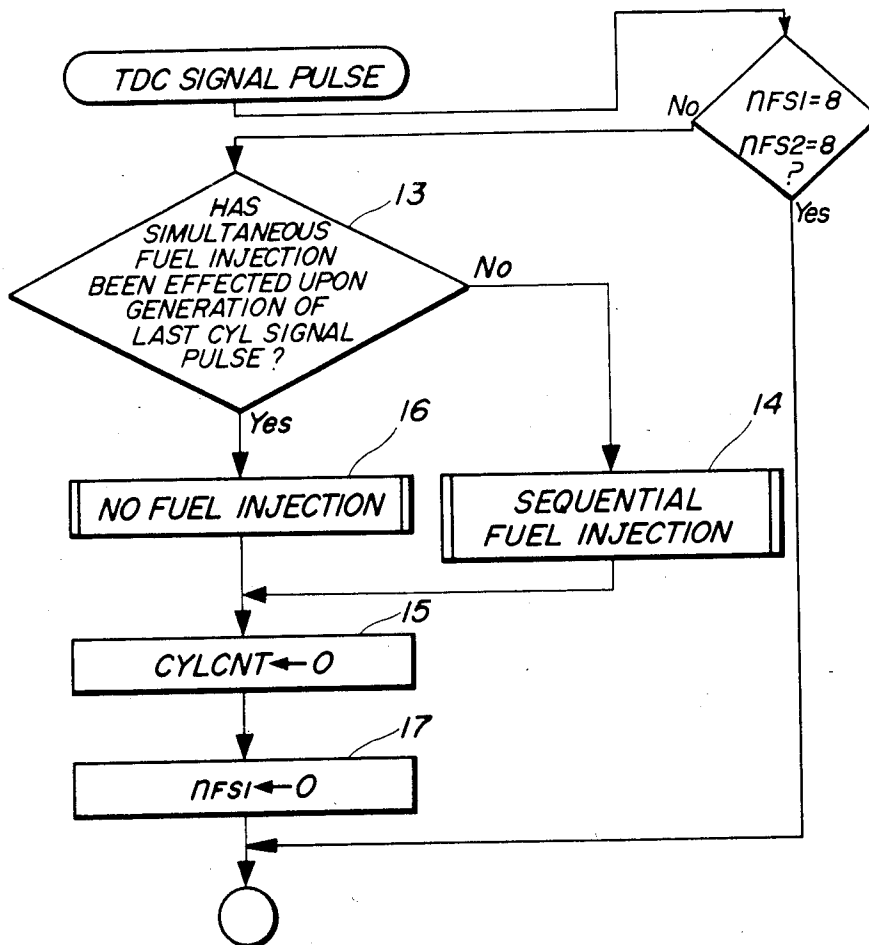 TDC SIGNAL PULSE
nFS1=8
nFS2=8
?
No
Yes
13
HAS
SIMULTANEOUS
FUEL INJECTION
BEEN EFFECTED UPON
GENERATION OF
LAST CYL SIGNAL
PULSE ?
No
Yes
16
NO FUEL INJECTION
14
SEQUENTIAL
FUEL INJECTION
15
CYLCNT←0
17
nFS1←0